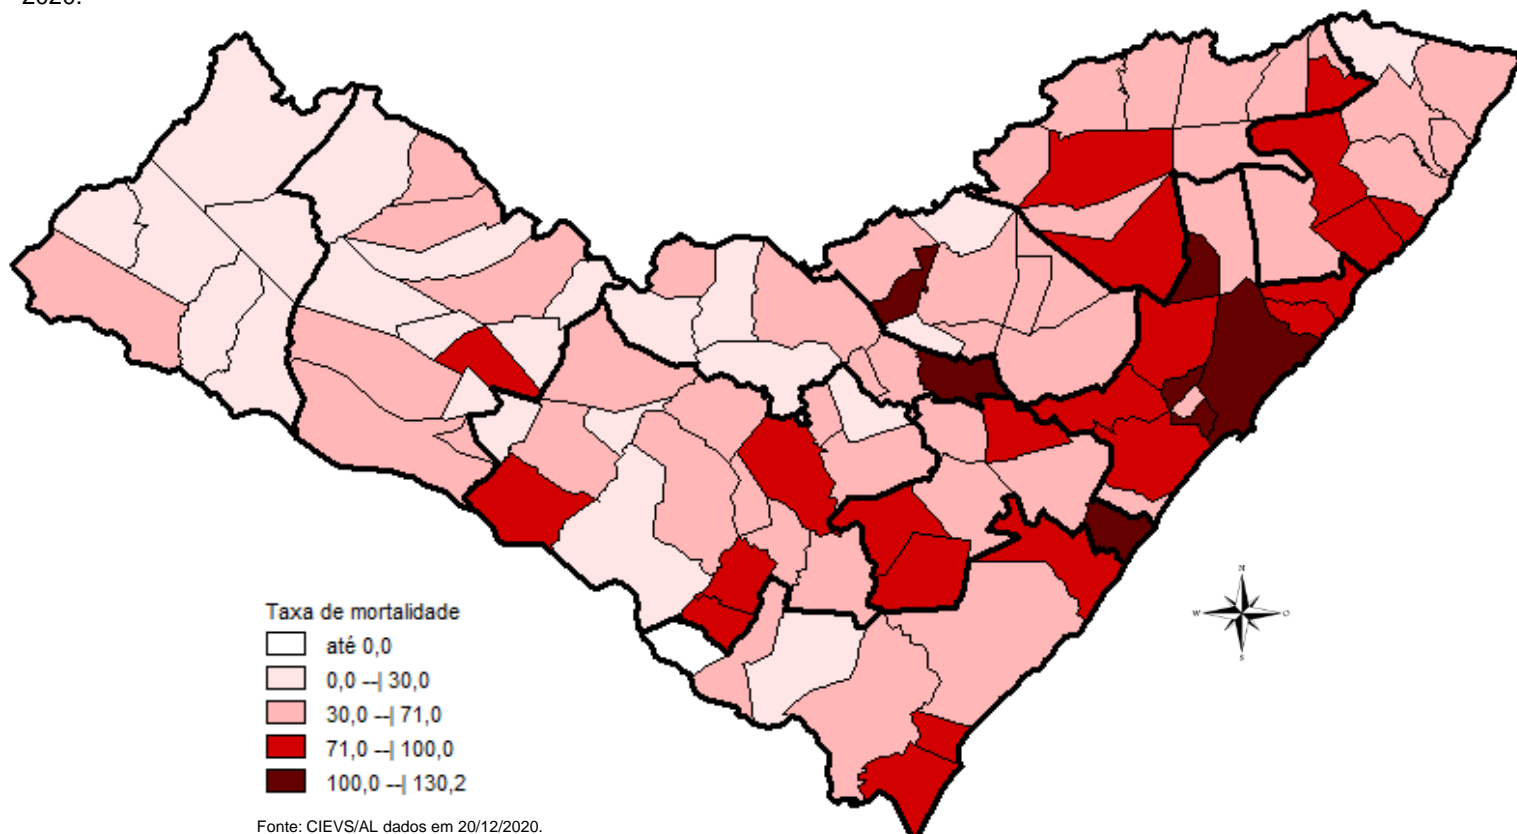 2020.
Taxa de mortalidade
até 0,0
0,0 --| 30,0
30,0 --| 71,0
71,0 --| 100,0
100,0 --| 130,2
N
W
O
S
Fonte: CIEVS/AL dados em 20/12/2020.